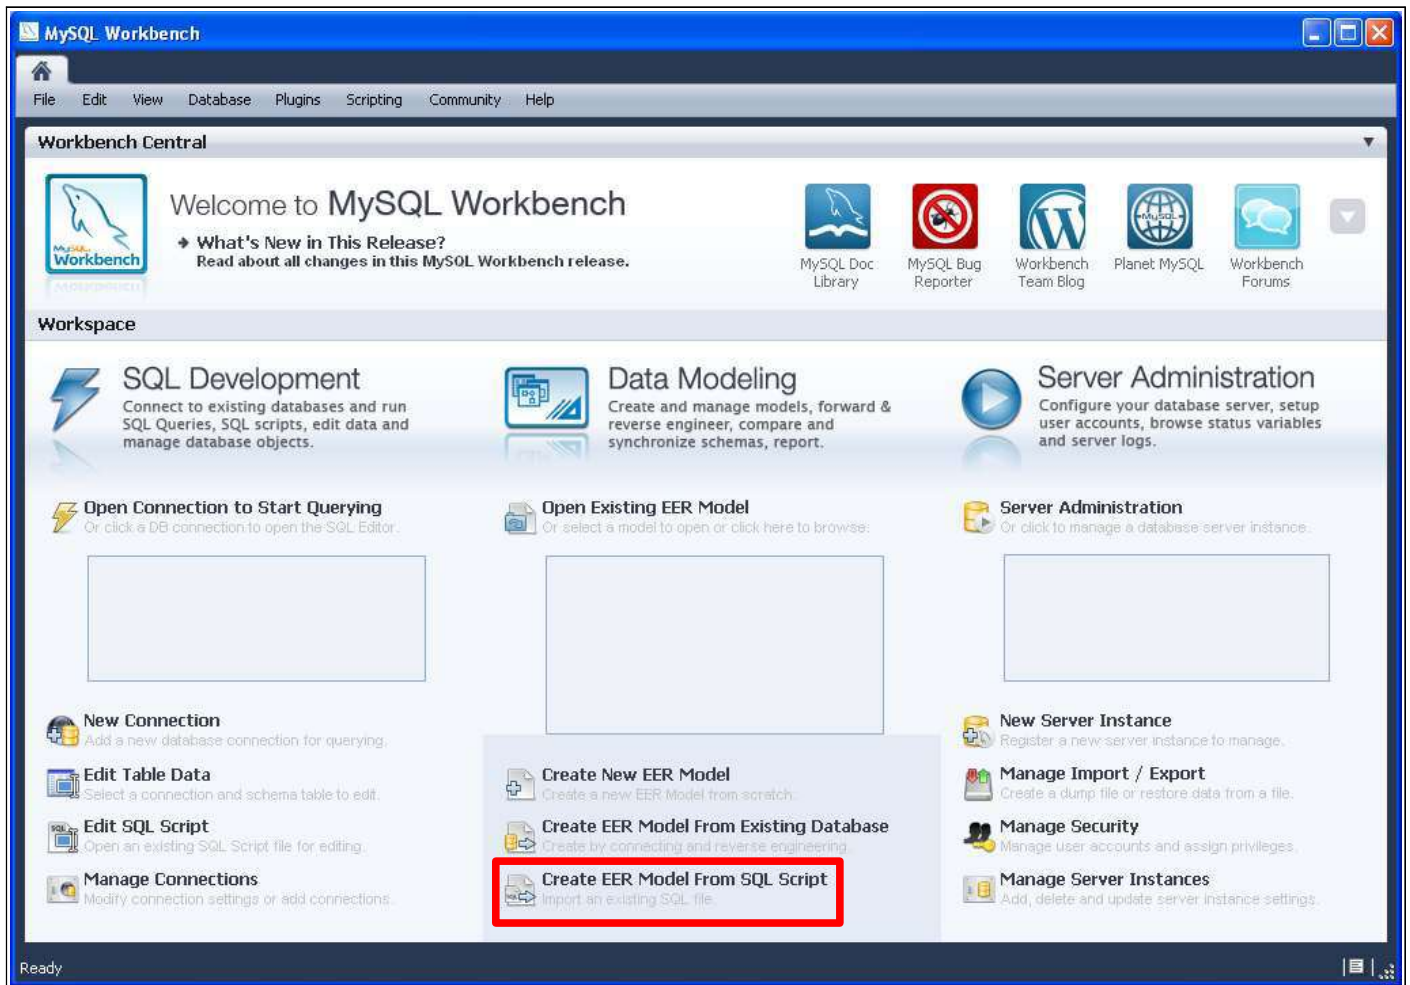 MySQL Workbench
File Edit View Database Plugins Scripting Community Help
Workbench Central
MySQL
Workbench
Welcome to MySQL Workbench
What's New in This Release?
Read about all changes in this MySQL Workbench release.
MySQL Doc
Library
MySQL Bug
Reporter
Workbench
Team Blog
MySQL
Planet MySQL
Workbench
Forums
Workspace
SQL Development
Connect to existing databases and run
SQL Queries, SQL scripts, edit data and
manage database objects.
Data Modeling
Create and manage models, forward &
reverse engineer, compare and
synchronize schemas, report.
Server Administration
Configure your database server, setup
user accounts, browse status variables
and server logs.
Open Connection to Start Querying
Or click a DB connection to open the SQL Editor.
Open Existing EER Model
Or select a model to open or click here to browse.
Server Administration
Or click to manage a database server instance.
New Connection
Add a new database connection for querying.
Edit Table Data
Select a connection and schema table to edit.
SQL
Edit SQL Script
Open an existing SQL Script file for editing.
Manage Connections
Modify connection settings or add connections.
Create New EER Model
Create a new EER Model from scratch.
Create EER Model From Existing Database
Create by connecting and reverse engineering.
Create EER Model From SQL Script
Import an existing SQL file.
New Server Instance
Register a new server instance to manage.
Manage Import / Export
Create a dump file or restore data from a file.
Manage Security
Manage user accounts and assign privileges.
Manage Server Instances
Add, delete and update server instance settings.
Ready